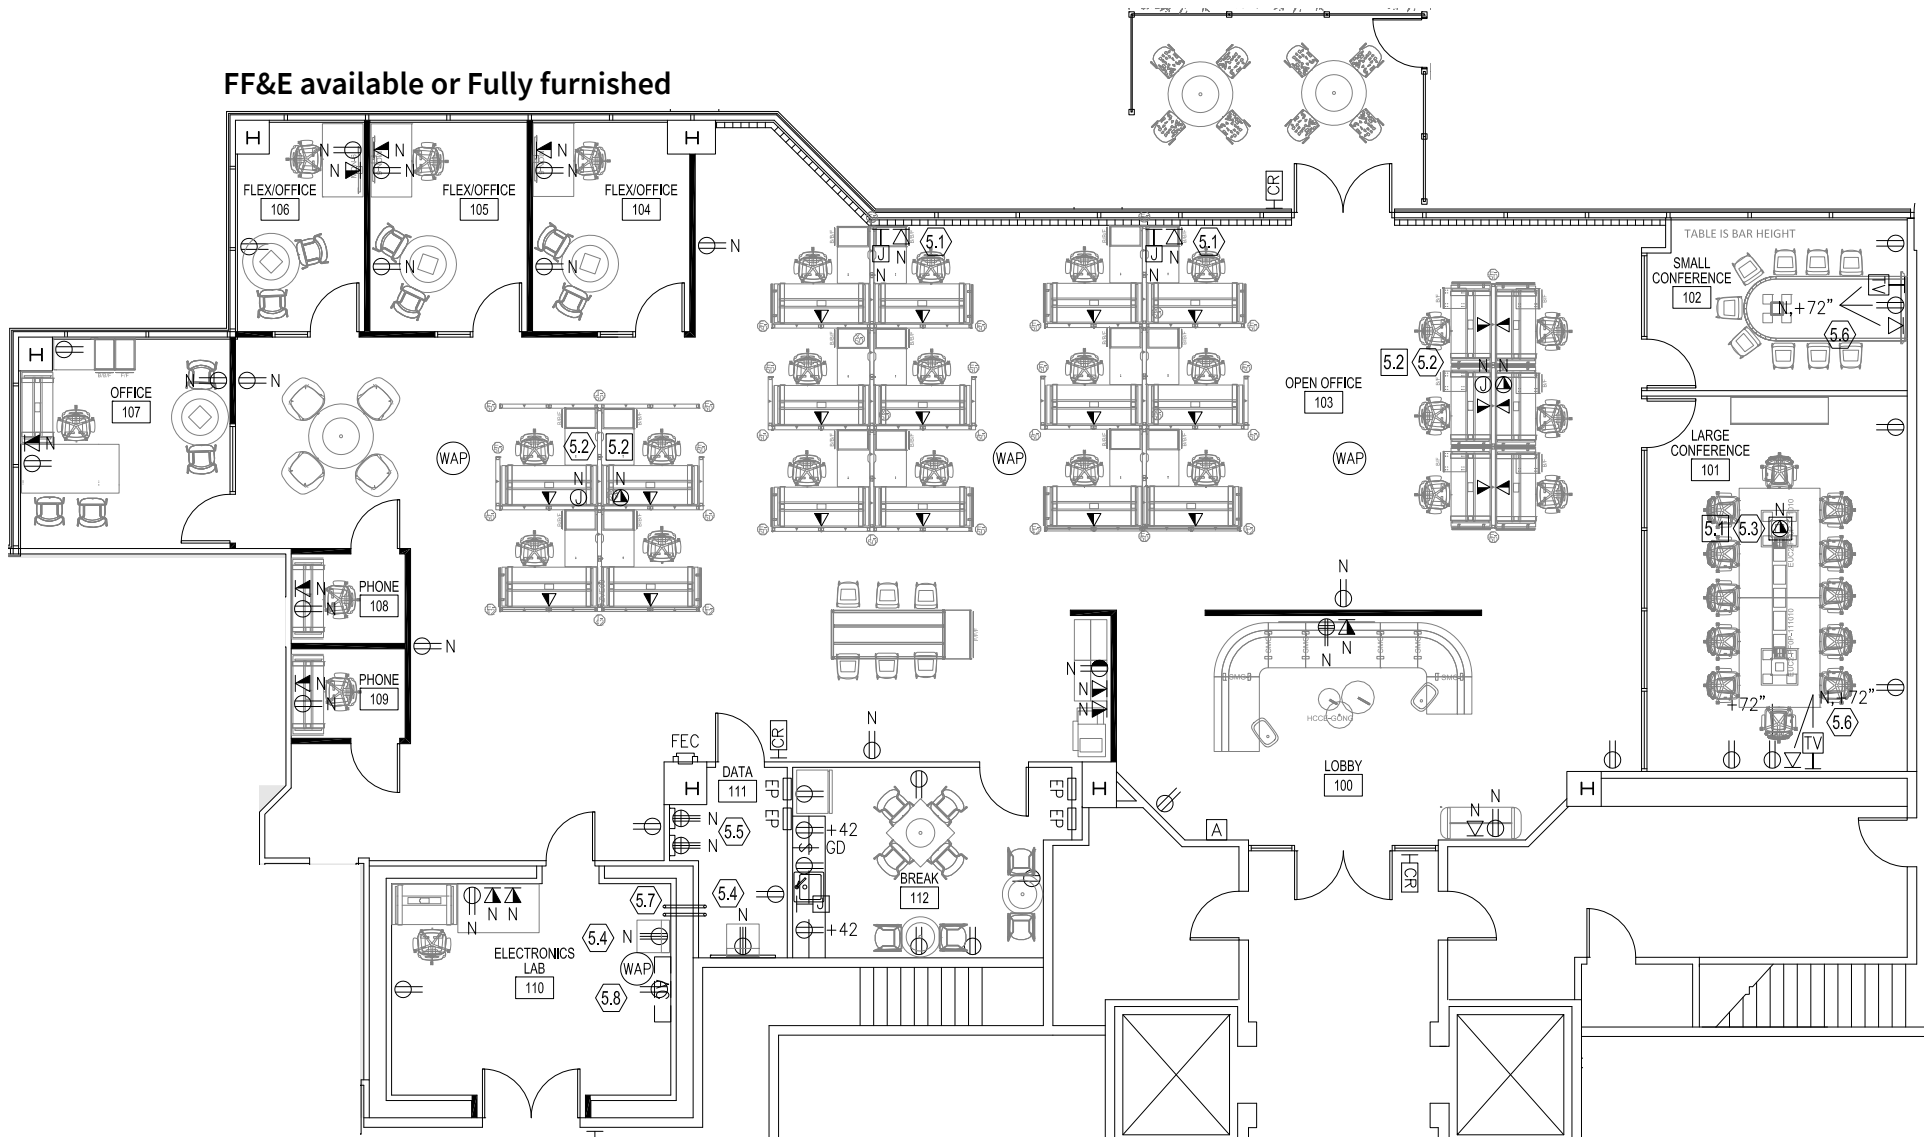 FF&E available or Fully furnished
H
H
N
N
N
N
N
N
FLEX/OFFICE
106
FLEX/OFFICE
105
FLEX/OFFICE
104
N
N
N
CR
J
N
5.1
J
N
5.1
TABLE IS BAR HEIGHT
SMALL
CONFERENCE
102
TV
N,+72"
5.6
H
OFFICE
107
N
N
N
5.2
5.2
N
N
J
OPEN OFFICE
103
WAP
WAP
WAP
5.2
5.2
N
N
J
LARGE
CONFERENCE
101
N
5.1
5.3
+72"
N,+72"
5.6
TV
PHONE
108
N
N
N
PHONE
109
N
N
N
N
N
N
N
N
HCCE-GONG
LOBBY
100
FEC
CR
N
H
DATA
111
EP
EP
N
N
5.5
5.4
N
+42
GD
S
J
+42
BREAK
112
EP
EP
H
H
A
N
N
CR
N
N
N
5.7
5.4
N
ELECTRONICS
LAB
110
WAP
5.8
AC